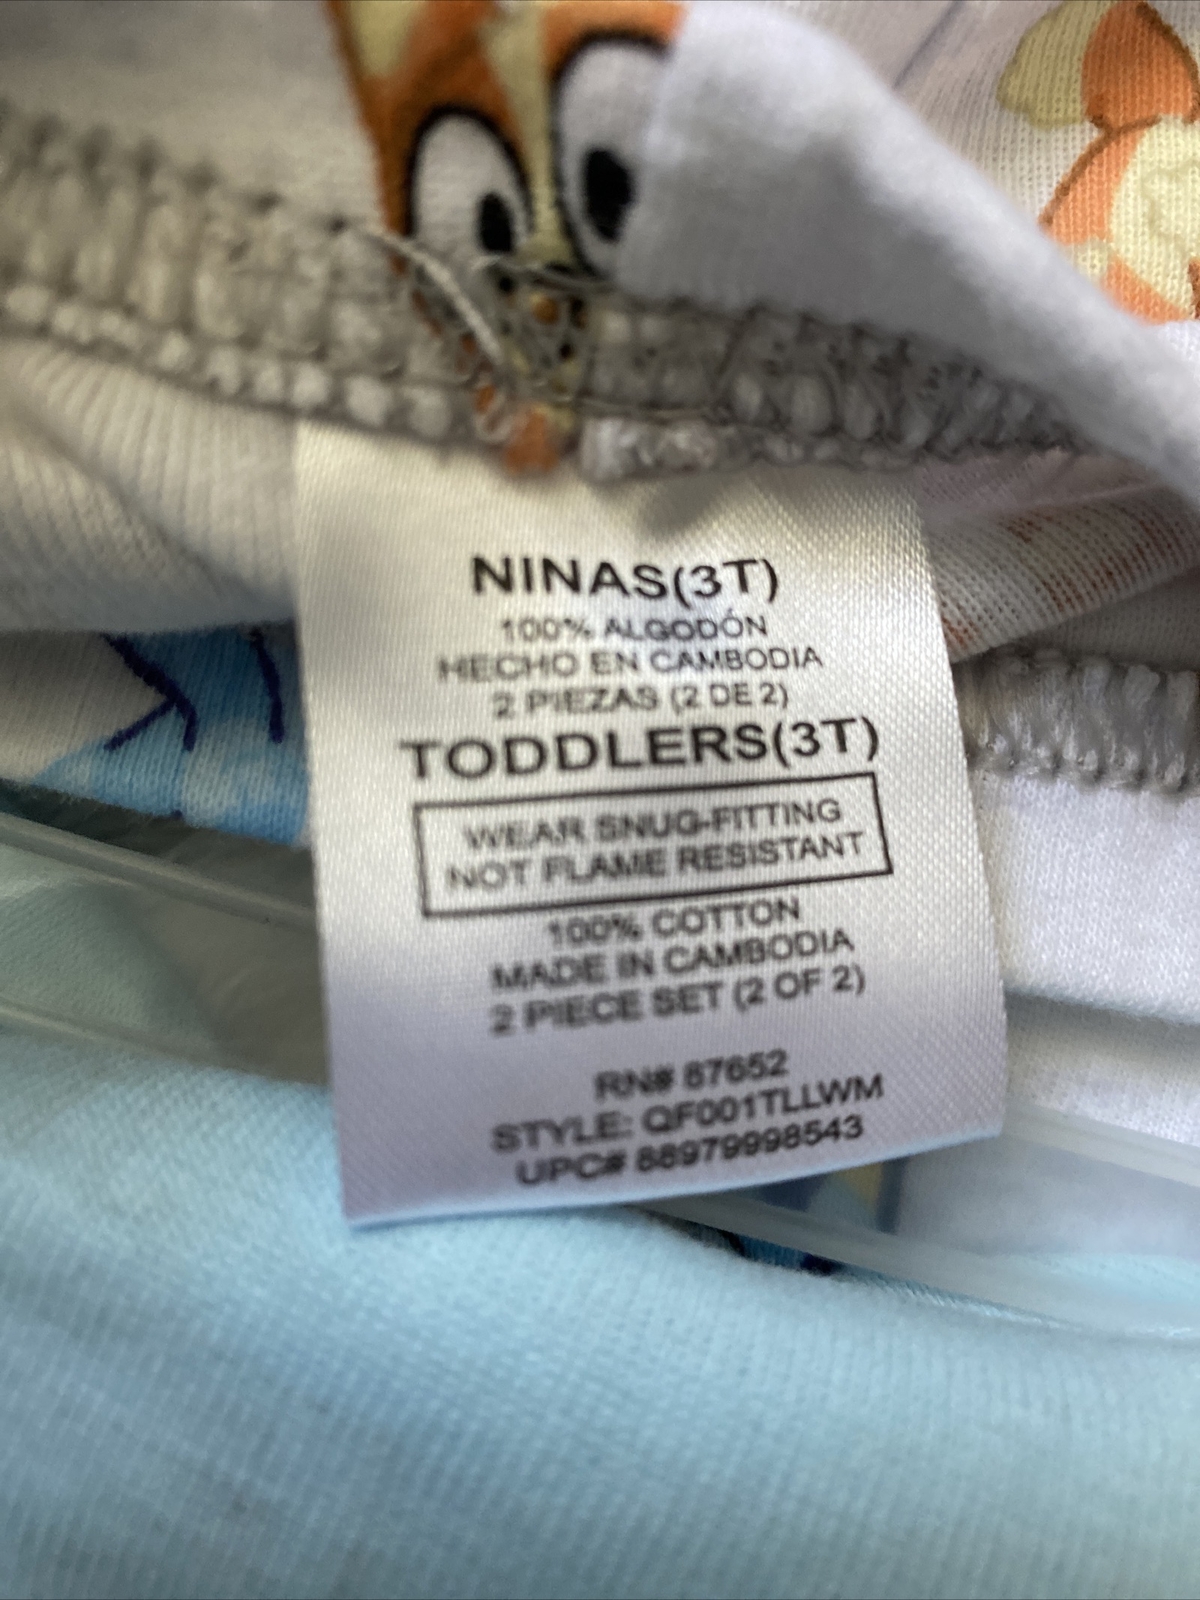 NINAS(3T)
100% ALGODÓN
HECHO EN CAMBODIA
2 PIEZAS (2 DE 2)
TODDLERS(3T)
WEAR SNUG-FITTING
NOT FLAME RESISTANT
100% COTTON
MADE IN CAMBODIA
2 PIECE SET (2 OF 2)
RN# 87652
STYLE: QF001TLLWM
UPC# 88979998543